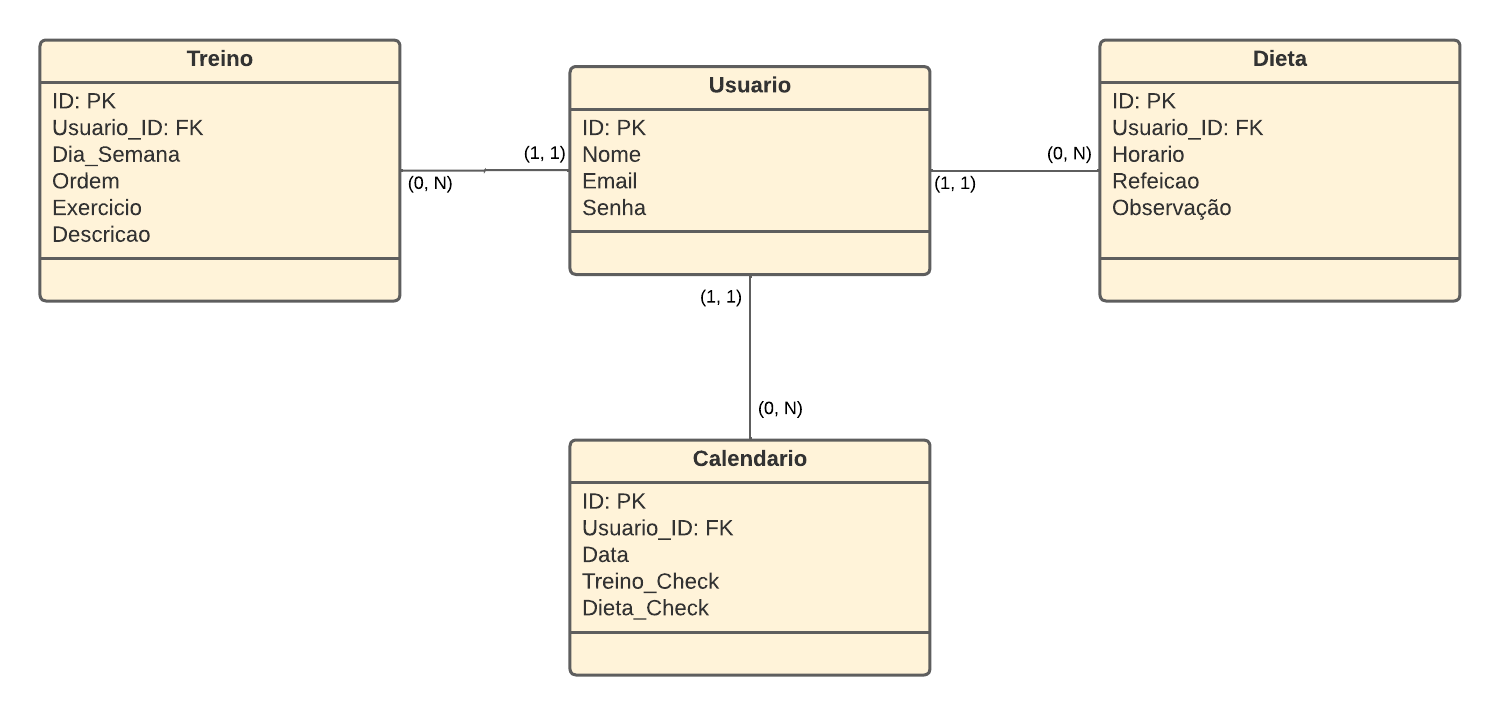 Treino
ID: PK
Usuario_ID: FK
Dia_Semana
Ordem
Exercicio
Descricao
(0, N)
(1, 1)
Usuario
ID: PK
Nome
Email
Senha
(1, 1)
(0, N)
Dieta
ID: PK
Usuario_ID: FK
Horario
Refeicao
Observação
(1, 1)
(0, N)
Calendario
ID: PK
Usuario_ID: FK
Data
Treino_Check
Dieta_Check